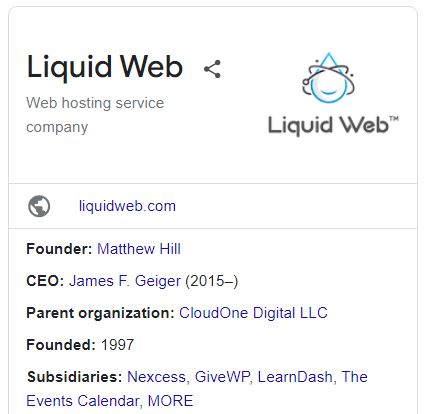 Liquid Web
Web hosting service
company
Liquid Web™
liquidweb.com
Founder: Matthew Hill
CEO: James F. Geiger (2015–)
Parent organization: CloudOne Digital LLC
Founded: 1997
Subsidiaries: Nexcess, GiveWP, LearnDash, The
Events Calendar, MORE